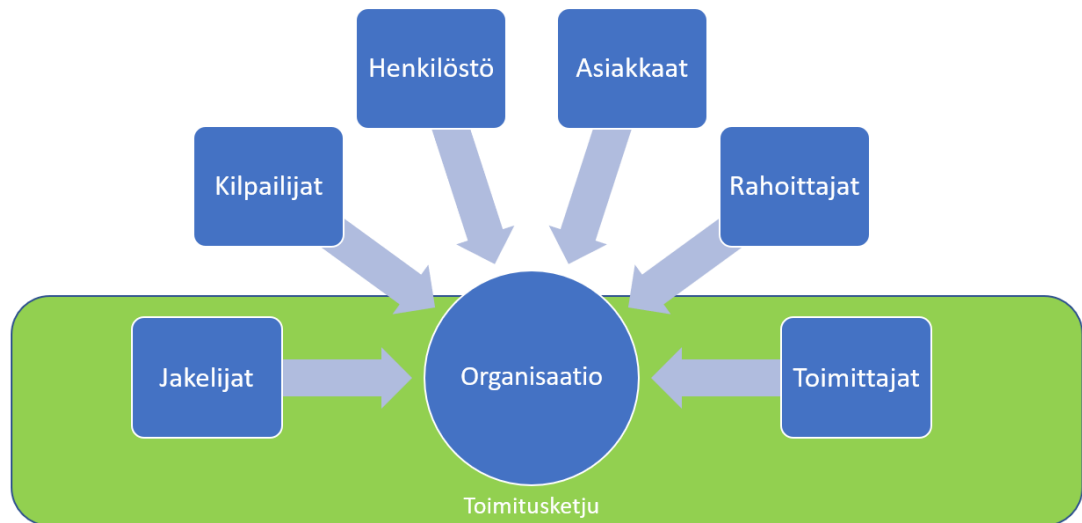 Henkilöstö
Asiakkaat
Kilpailijat
Rahoittajat
Jakelijat
Organisaatio
Toimittajat
Toimitusketju